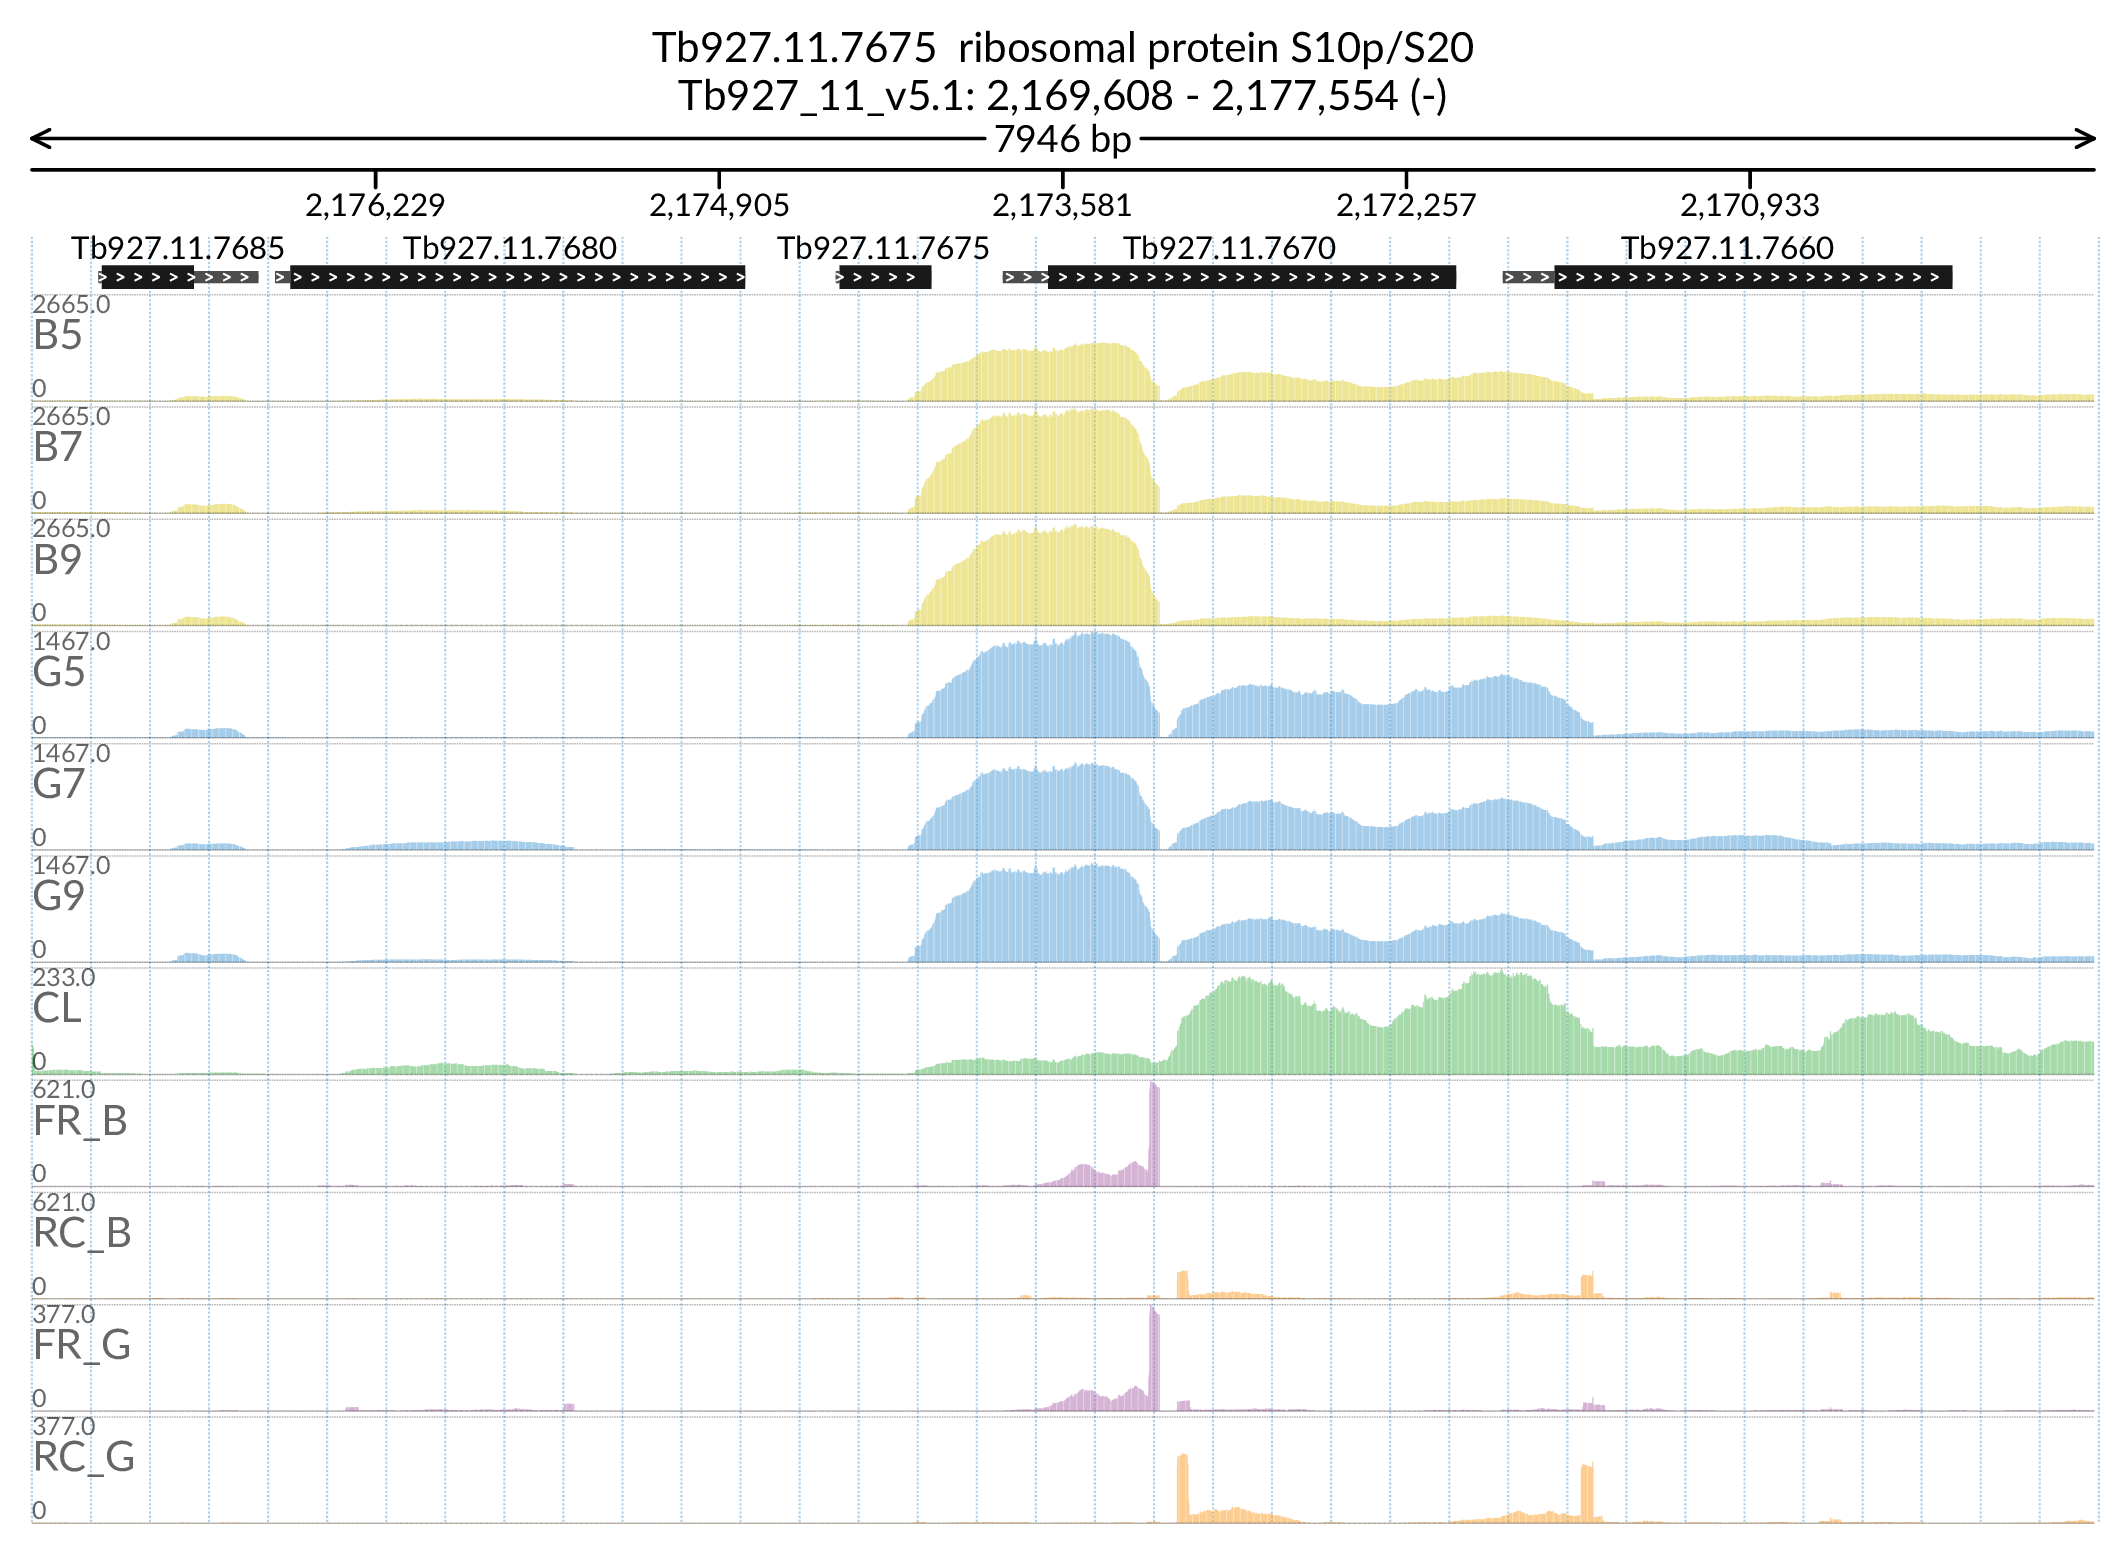 Tb927.11.7675  ribosomal protein S10p/S20
Tb927_11_v5.1: 2,169,608 - 2,177,554 (-)
7946 bp
2,176,229 2,174,905 2,173,581 2,172,257 2,170,933
Tb927.11.7685 Tb927.11.7680 Tb927.11.7675 Tb927.11.7670 Tb927.11.7660
2665.0
B5
0
2665.0
B7
0
2665.0
B9
0
1467.0
G5
0
1467.0
G7
0
1467.0
G9
0
233.0
CL
0
621.0
FR_B
0
621.0
RC_B
0
377.0
FR_G
0
377.0
RC_G
0